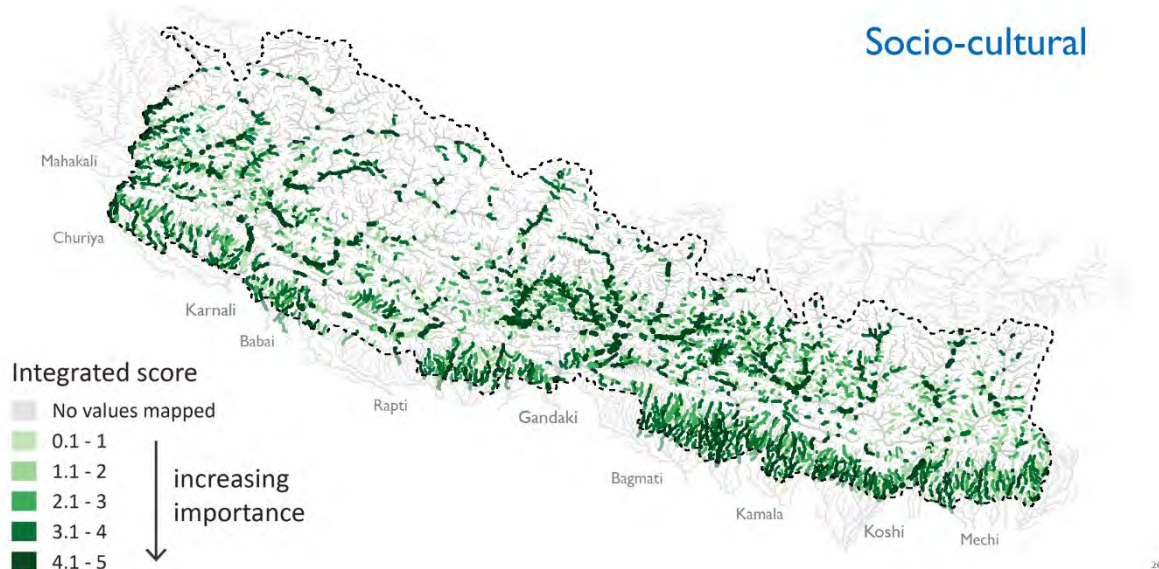 Socio-cultural
Mahakali
Churiya
Karnali
Babai
Rapti
Gandaki
Bagmati
Kamala
Koshi
Mechi
Integrated score
No values mapped
0.1 - 1
1.1 - 2
2.1 - 3
3.1 - 4
4.1 - 5
increasing
importance
26